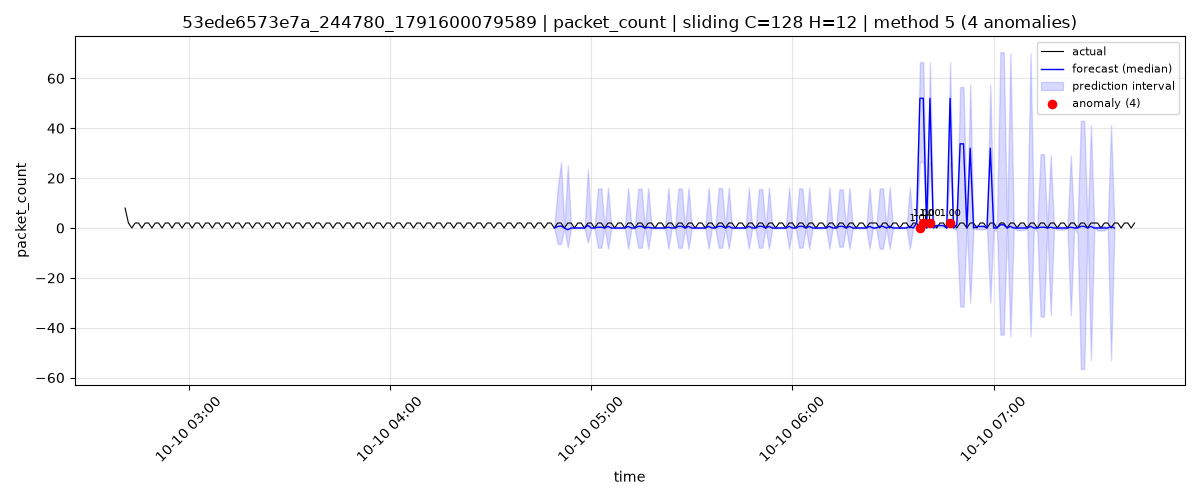 53ede6573e7a_244780_1791600079589 | packet_count | sliding C=128 H=12 | method 5 (4 anomalies)
actual
forecast (median)
prediction interval
anomaly (4)
packet_count
60
40
20
0
−20
−40
−60
1.00
10-10 03:00
10-10 04:00
10-10 05:00
10-10 06:00
10-10 07:00
time